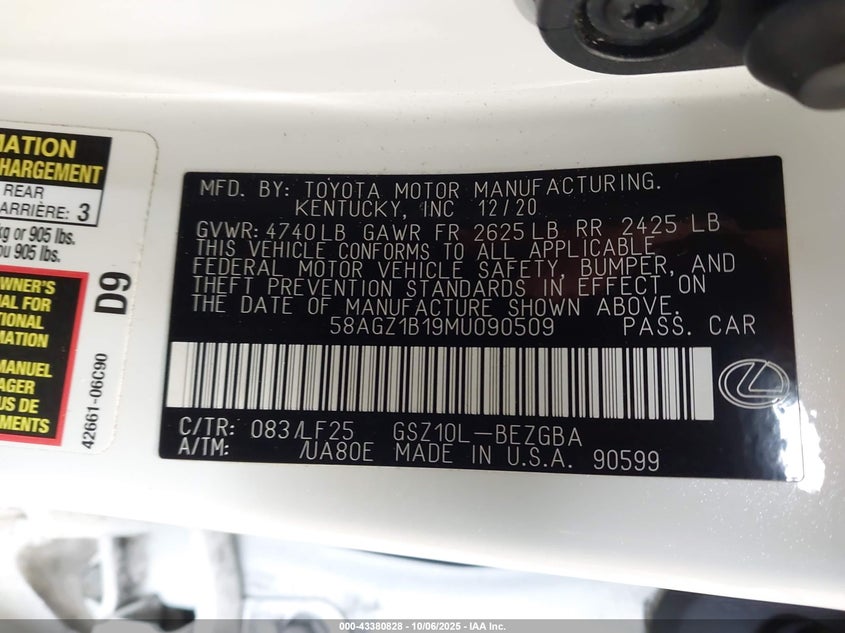 MATION
HARGEMENT
REAR
ARRIÈRE: 3
kg or 905 lbs.
ou 905 lbs.
OWNER'S
AL FOR
TIONAL
MATION
MANUEL
AGER
US DE
MENTS
D9
42661-06C90
MFD. BY: TOYOTA MOTOR MANUFACTURING.
KENTUCKY, INC 12/20
GVWR: 4740LB GAWR FR 2625LB RR 2425 LB
THIS VEHICLE CONFORMS TO ALL APPLICABLE
FEDERAL MOTOR VEHICLE SAFETY, BUMPER, AND
THEFT PREVENTION STANDARDS IN EFFECT ON
THE DATE OF MANUFACTURE SHOWN ABOVE.
58AGZ1B19MU090509 PASS. CAR
C/TR: 083/LF25 GSZ10L-BEZGBA
A/TM: /UA80E MADE IN U.S.A. 90599
000-43380828 - 10/06/2025 - IAA Inc.